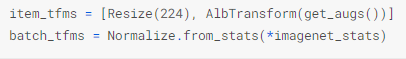 item_tfms = [Resize(224), AlbTransform(get_augs())]
batch_tfms = Normalize.from_stats(*imagenet_stats)